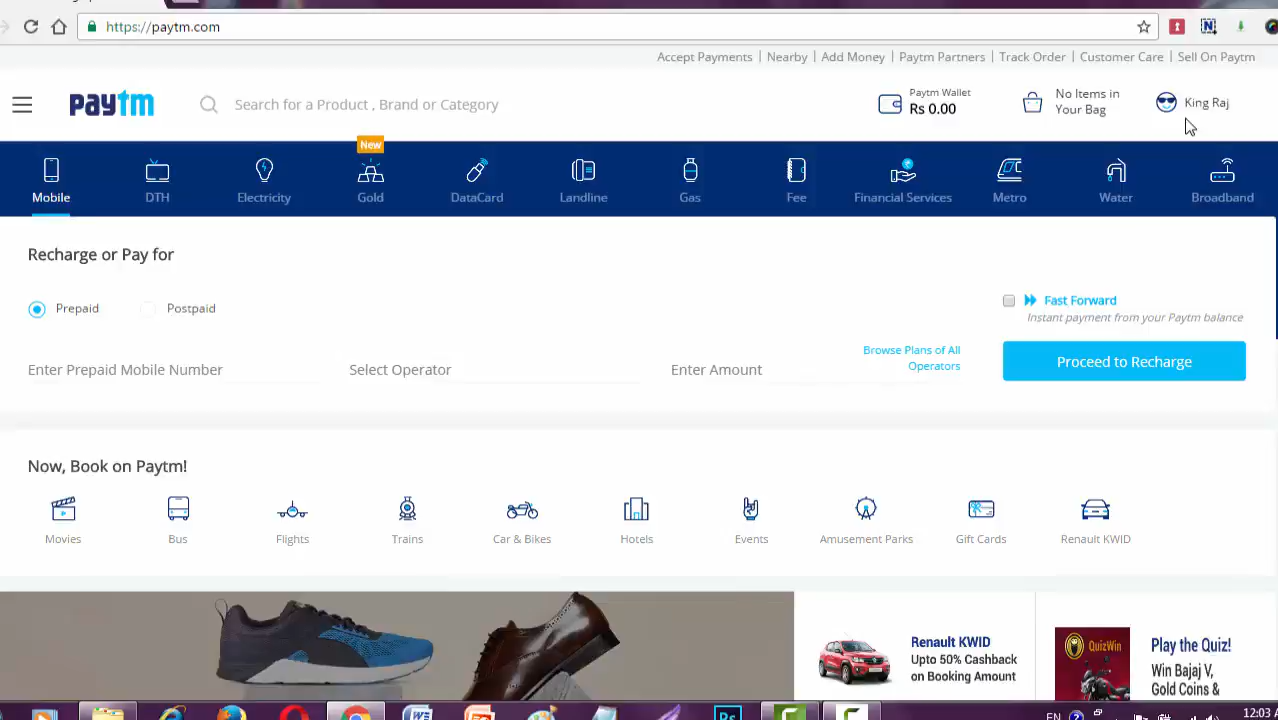 https://paytm.com
Accept Payments | Nearby | Add Money | Paytm Partners | Track Order | Customer Care | Sell On Paytm
paytm
Search for a Product , Brand or Category
Paytm Wallet
Rs 0.00
No Items in
Your Bag
King Raj
New
Mobile
DTH
Electricity
Gold
DataCard
Landline
Gas
Fee
Financial Services
Metro
Water
Broadband
Recharge or Pay for
Prepaid
Postpaid
Fast Forward
Instant payment from your Paytm balance
Enter Prepaid Mobile Number
Select Operator
Enter Amount
Browse Plans of All
Operators
Proceed to Recharge
Now, Book on Paytm!
Movies
Bus
Flights
Trains
Car & Bikes
Hotels
Events
Amusement Parks
Gift Cards
Renault KWID
Renault KWID
Upto 50% Cashback
on Booking Amount
QuizWin
Play the Quiz!
Win Bajaj V,
Gold Coins &
Ps
EN
12:03